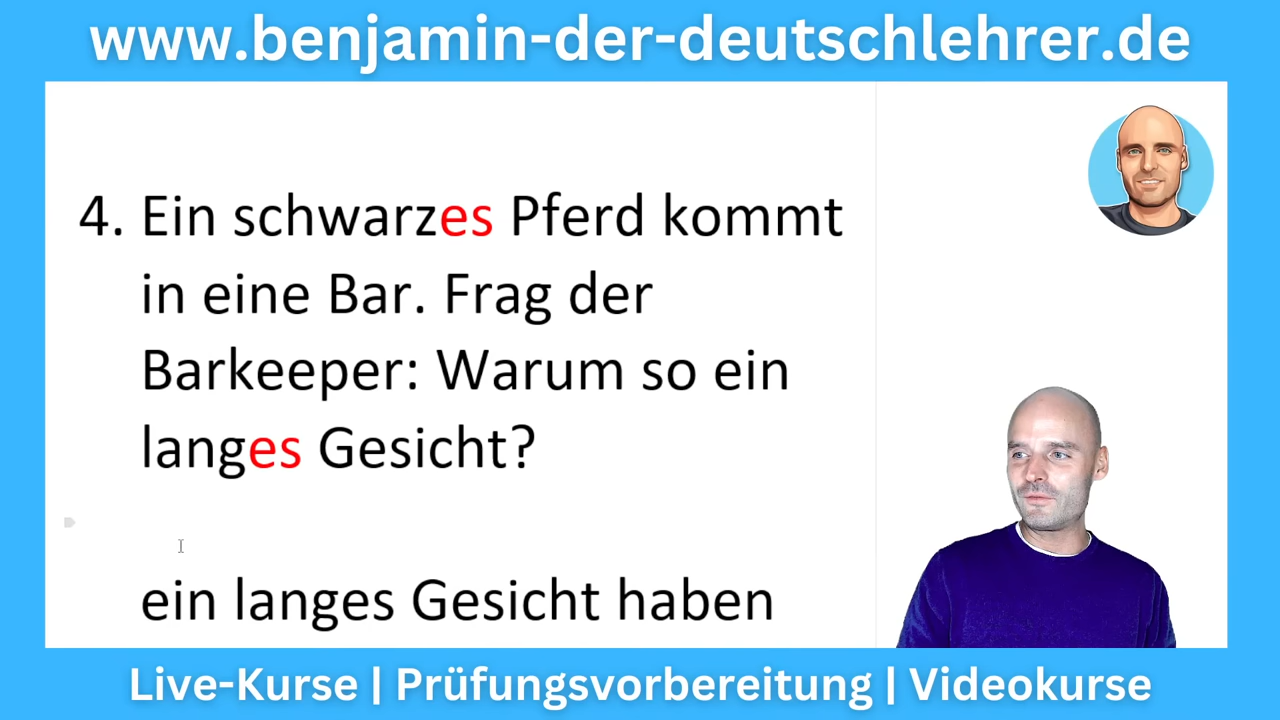 www.benjamin-der-deutschlehrer.de
4. Ein schwarzes Pferd kommt
in eine Bar. Frag der
Barkeeper: Warum so ein
langes Gesicht?
ein langes Gesicht haben
Live-Kurse | Prüfungsvorbereitung | Videokurse